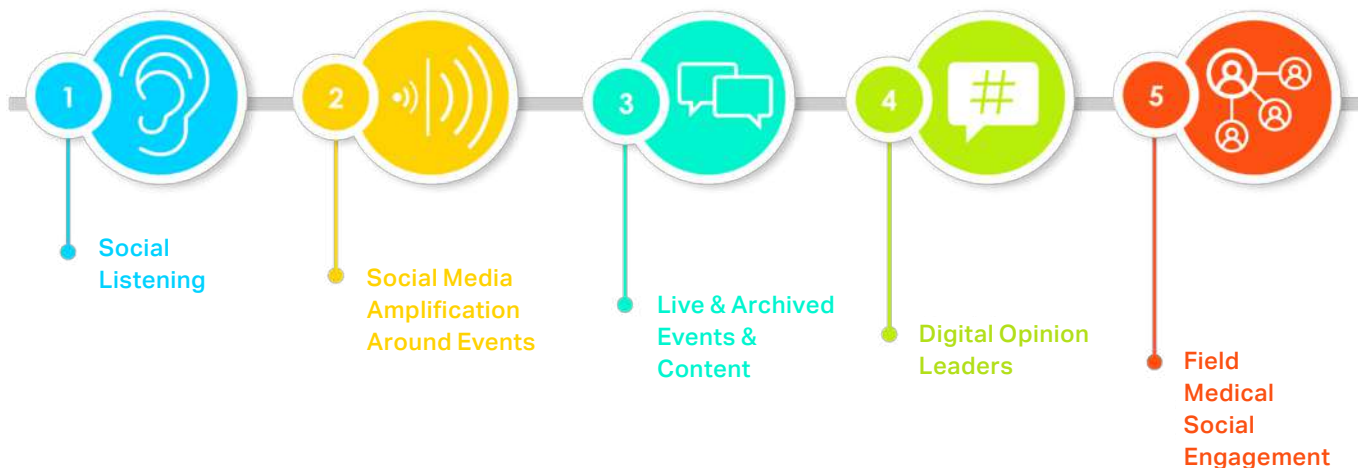 1
2
3
4
#
5
Social
Listening
Social Media
Amplification
Around Events
Live & Archived
Events &
Content
Digital Opinion
Leaders
Field
Medical
Social
Engagement